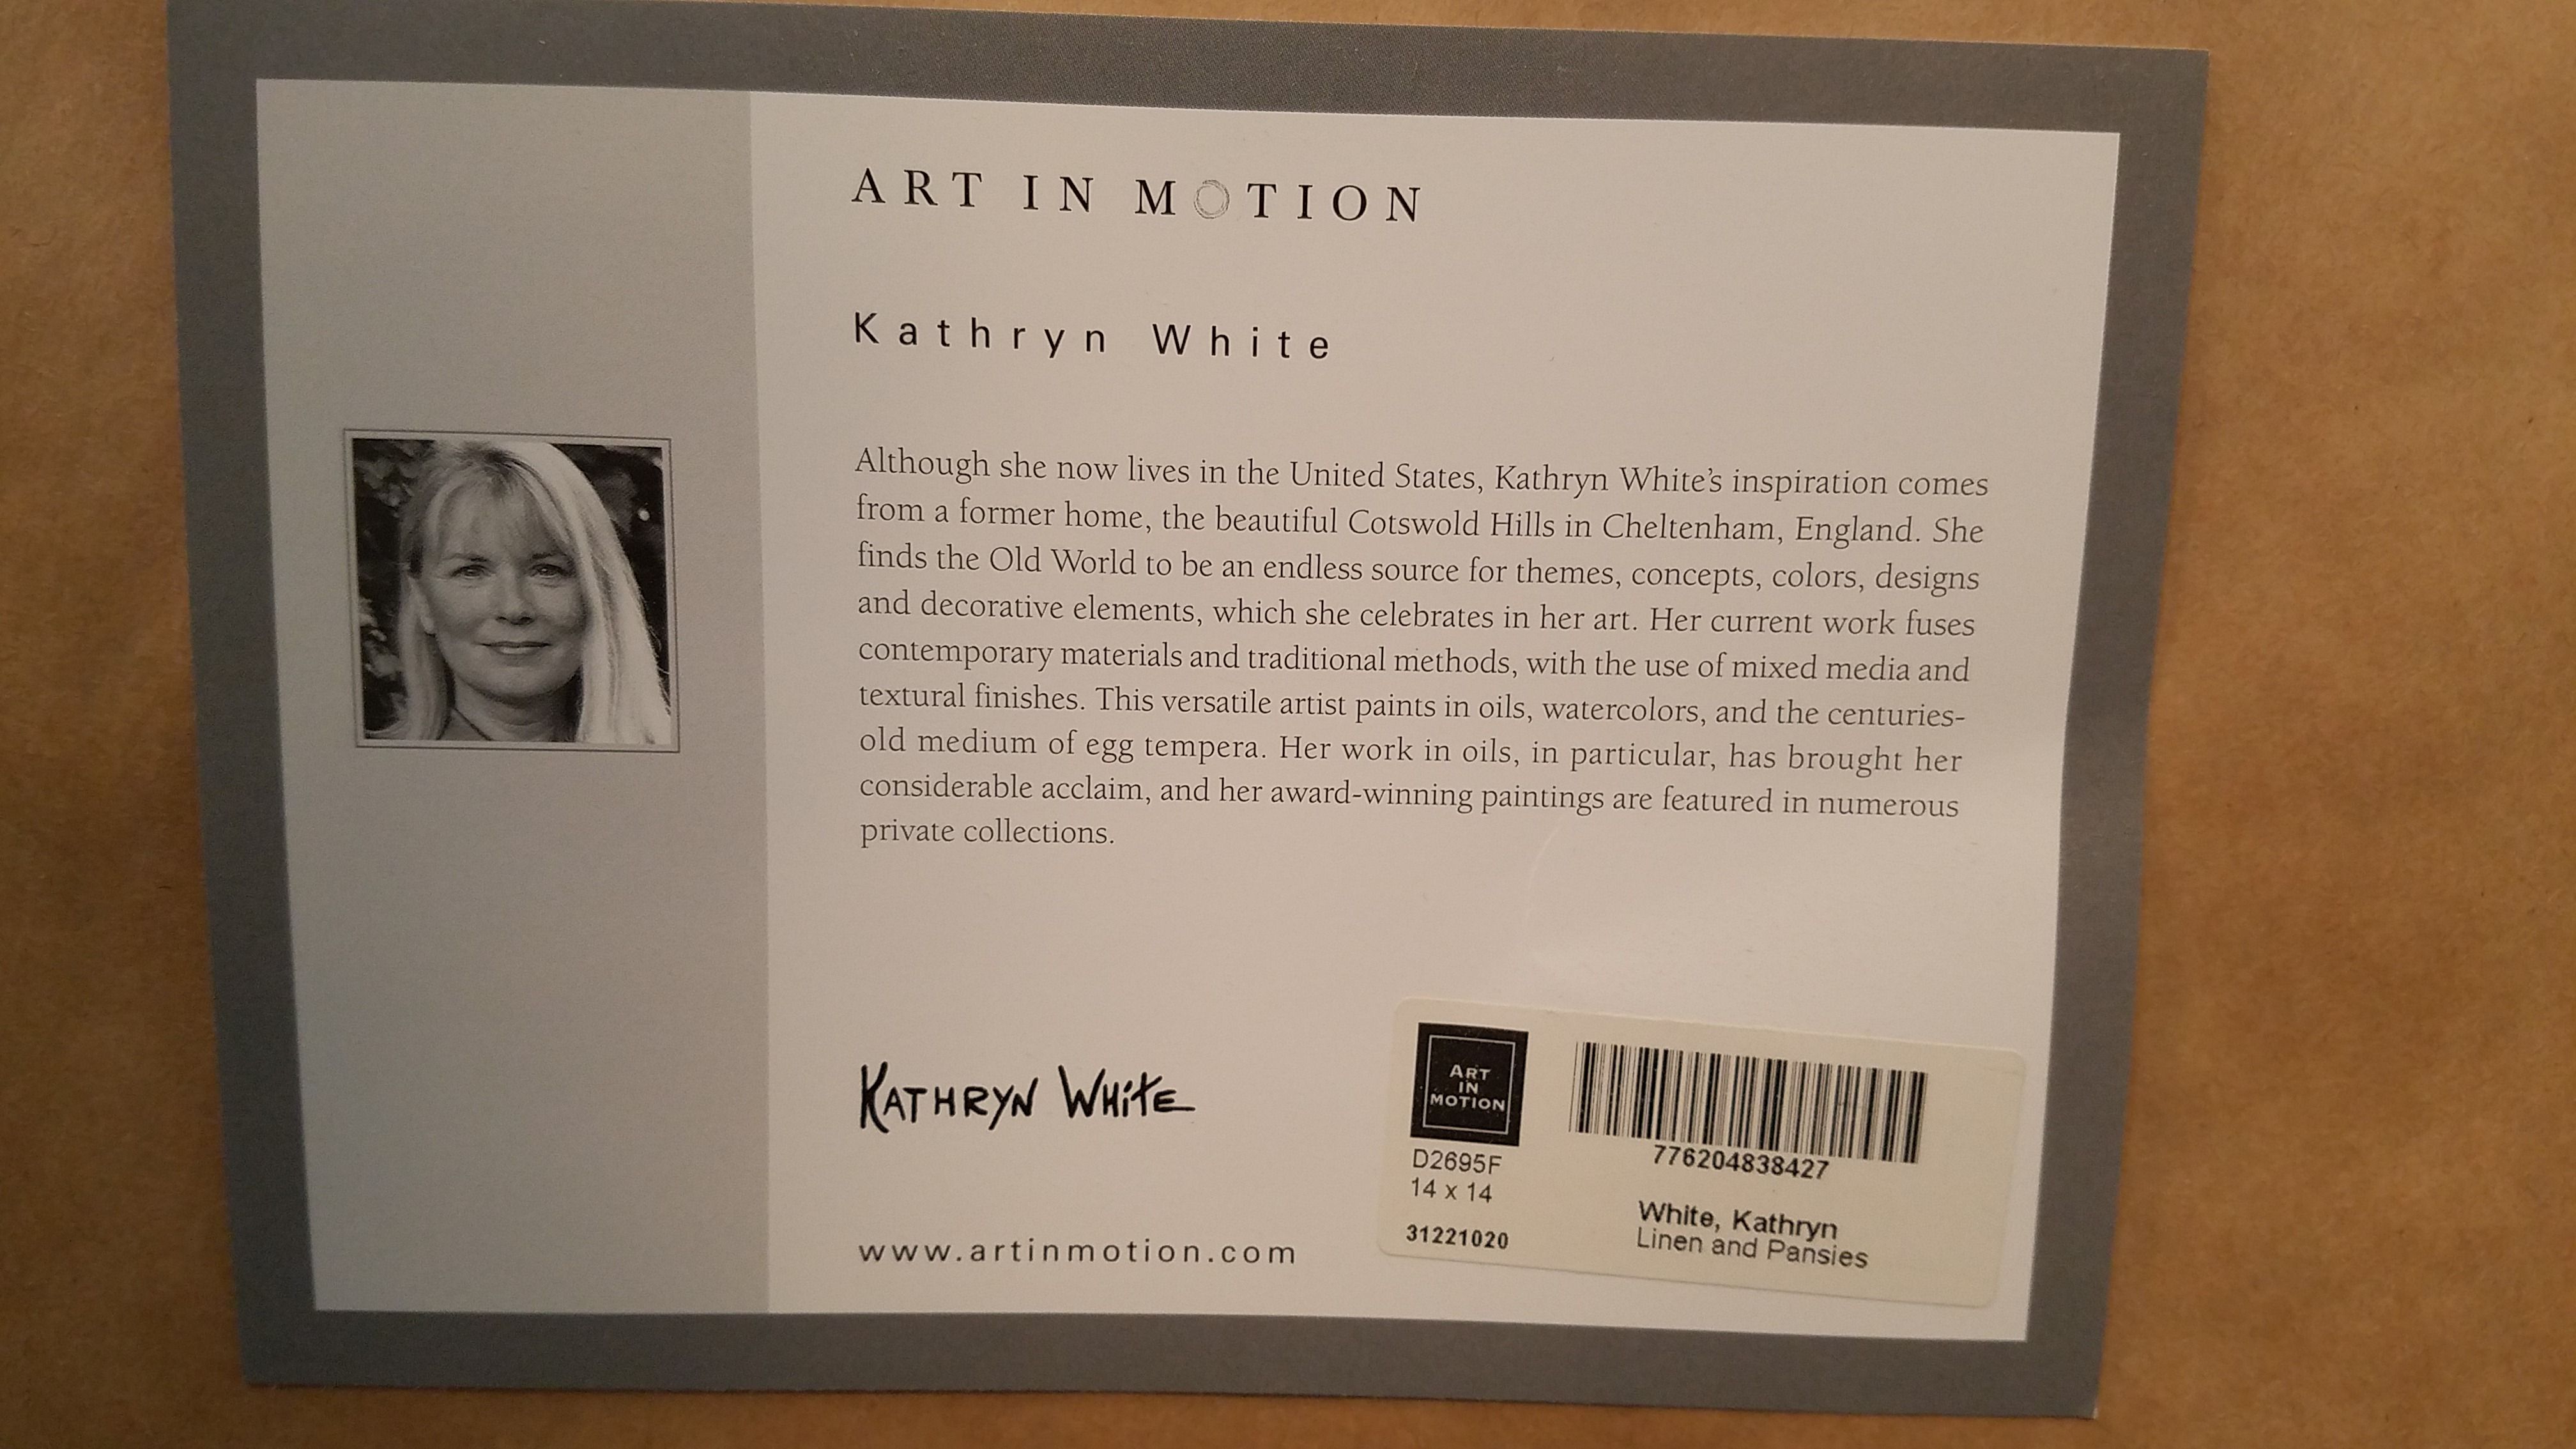 ART IN MOTION
Kathryn White
Although she now lives in the United States, Kathryn White's inspiration comes
from a former home, the beautiful Cotswold Hills in Cheltenham, England. She
finds the Old World to be an endless source for themes, concepts, colors, designs
and decorative elements, which she celebrates in her art. Her current work fuses
contemporary materials and traditional methods, with the use of mixed media and
textural finishes. This versatile artist paints in oils, watercolors, and the centuries-
old medium of egg tempera. Her work in oils, in particular, has brought her
considerable acclaim, and her award-winning paintings are featured in numerous
private collections.
KATHRYN WHiTE
www.artinmotion.com
ART
IN
MOTION
D2695F
14 x 14
31221020
776204838427
White, Kathryn
Linen and Pansies